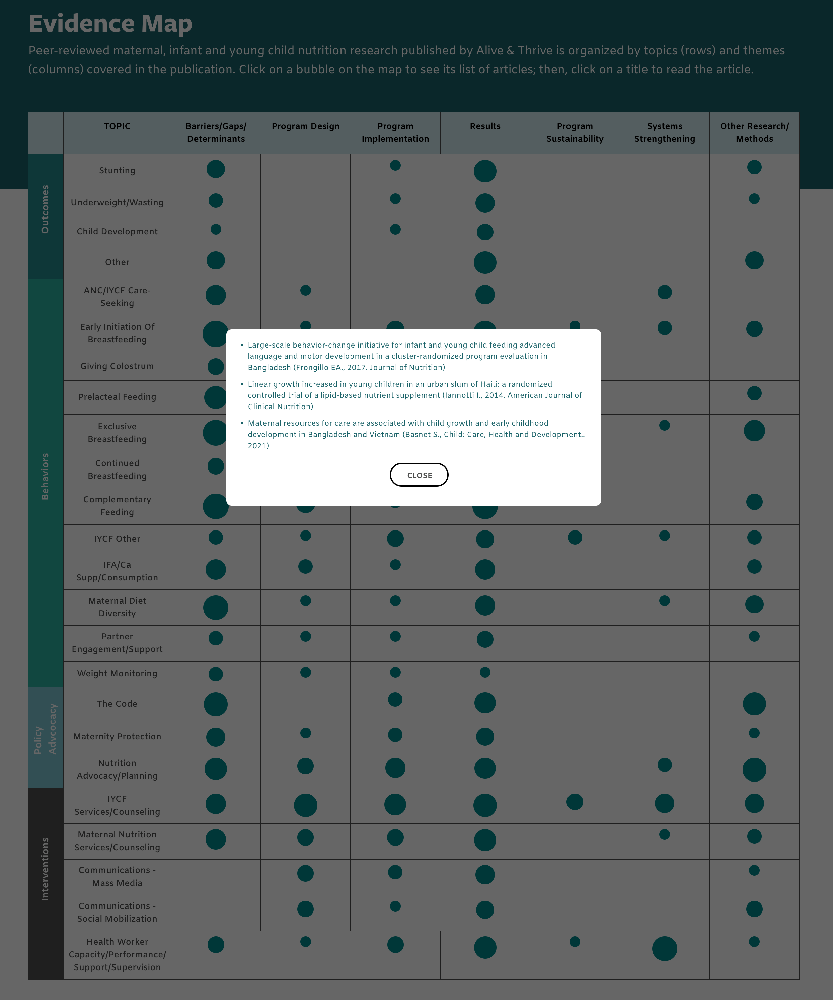 Evidence Map
Peer-reviewed maternal, infant and young child nutrition research published by Alive & Thrive is organized by topics (rows) and themes
(columns) covered in the publication. Click on a bubble on the map to see its list of articles; then, click on a title to read the article.
TOPIC
Barriers/Gaps/
Determinants
Program Design
Program
Implementation
Results
Program
Sustainability
Systems
Strengthening
Other Research/
Methods
Outcomes
Stunting
Underweight/Wasting
Child Development
Other
Behaviors
ANC/IYCF Care-
Seeking
Early Initiation Of
Breastfeeding
Giving Colostrum
Prelacteal Feeding
Exclusive
Breastfeeding
Continued
Breastfeeding
Complementary
Feeding
IYCF Other
IFA/Ca
Supp/Consumption
Maternal Diet
Diversity
Partner
Engagement/Support
Weight Monitoring
Policy
Advcocacy
The Code
Maternity Protection
Nutrition
Advocacy/Planning
Interventions
IYCF
Services/Counseling
Maternal Nutrition
Services/Counseling
Communications -
Mass Media
Communications -
Social Mobilization
Health Worker
Capacity/Performance/
Support/Supervision
• Large-scale behavior-change initiative for infant and young child feeding advanced
language and motor development in a cluster-randomized program evaluation in
Bangladesh (Frongillo EA., 2017. Journal of Nutrition)
• Linear growth increased in young children in an urban slum of Haiti: a randomized
controlled trial of a lipid-based nutrient supplement (Iannotti I., 2014. American Journal of
Clinical Nutrition)
• Maternal resources for care are associated with child growth and early childhood
development in Bangladesh and Vietnam (Basnet S., Child: Care, Health and Development..
2021)
CLOSE